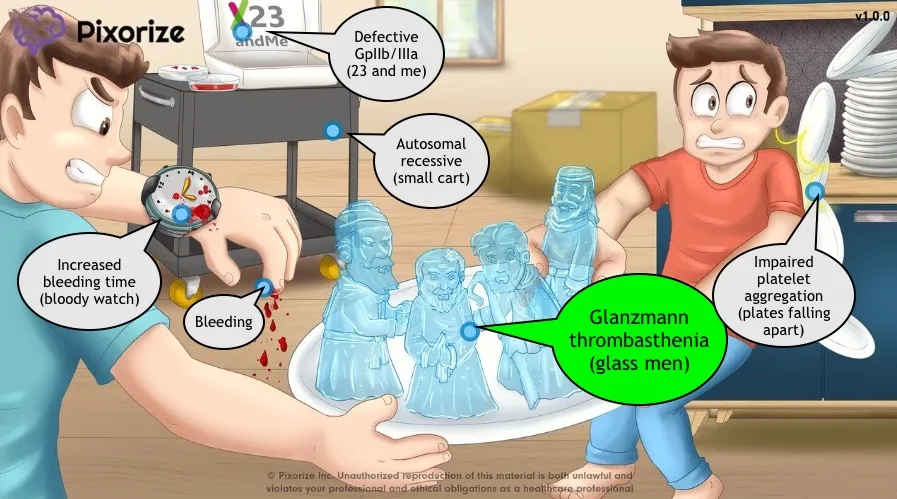 Pixorize
23
andMe
v1.0.0
Defective
GpIIb/IIIa
(23 and me)
Autosomal
recessive
(small cart)
Increased
bleeding time
(bloody watch)
Bleeding
Glanzmann
thrombasthenia
(glass men)
Impaired
platelet
aggregation
(plates falling
apart)
© Pixorize Inc. Unauthorized reproduction of this material is both unlawful and
violates your professional and ethical obligations as a healthcare professional